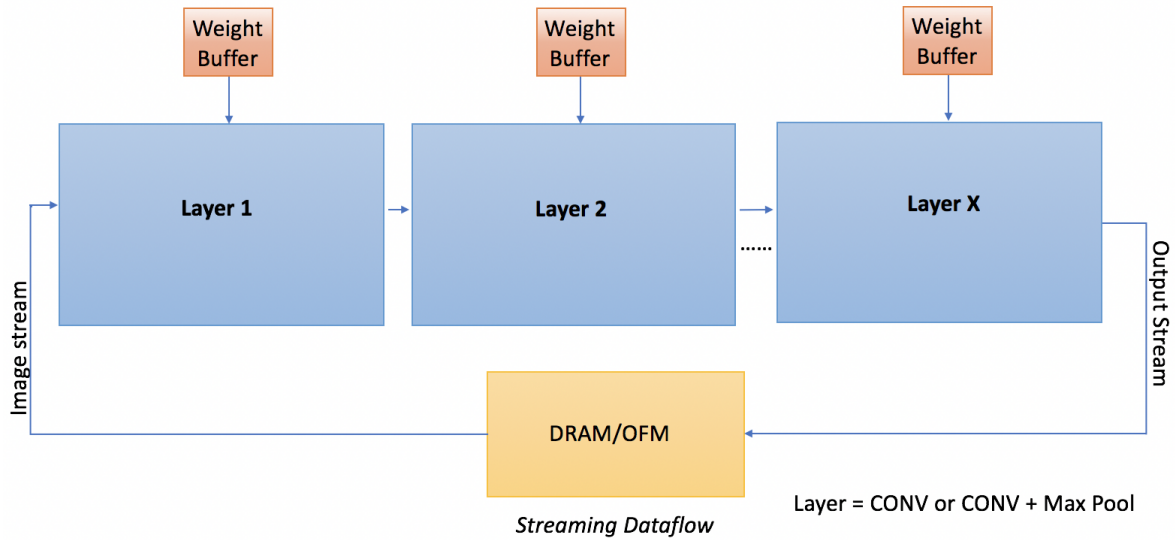 Weight
Buffer
Weight
Buffer
Weight
Buffer
Layer 1
Layer 2
......
Layer X
Image stream
Output Stream
DRAM/OFM
Layer = CONV or CONV + Max Pool
Streaming Dataflow